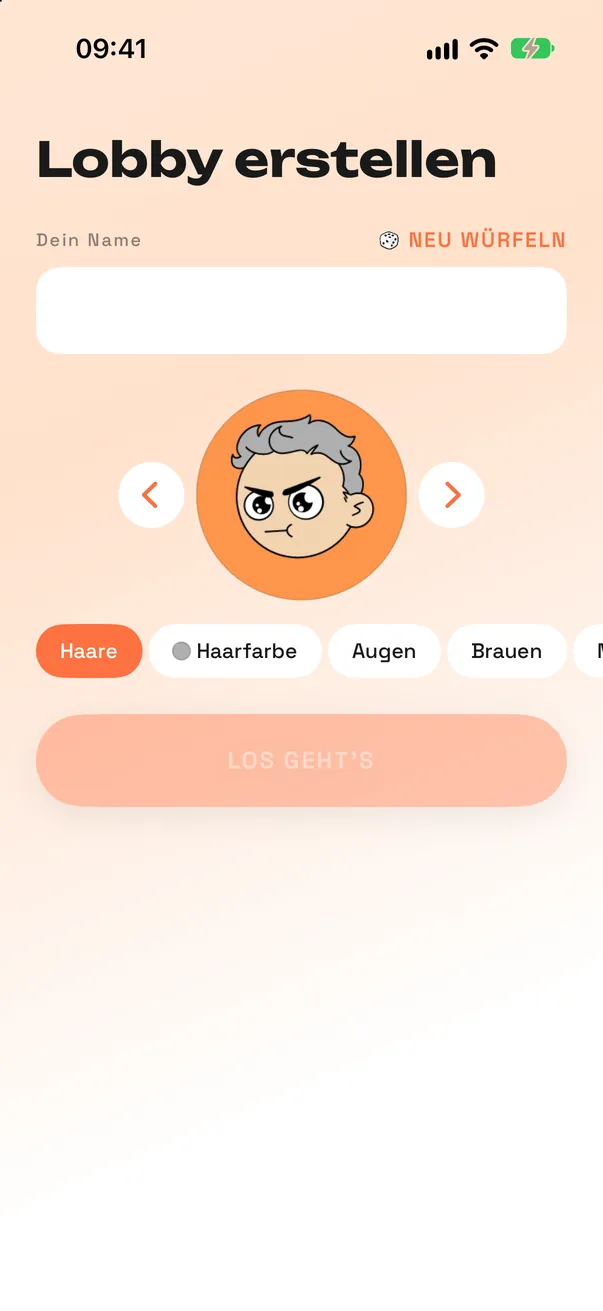 09:41
Lobby erstellen
Dein Name
NEU WÜRFELN
Haare
Haarfarbe
Augen
Brauen
LOS GEHT'S